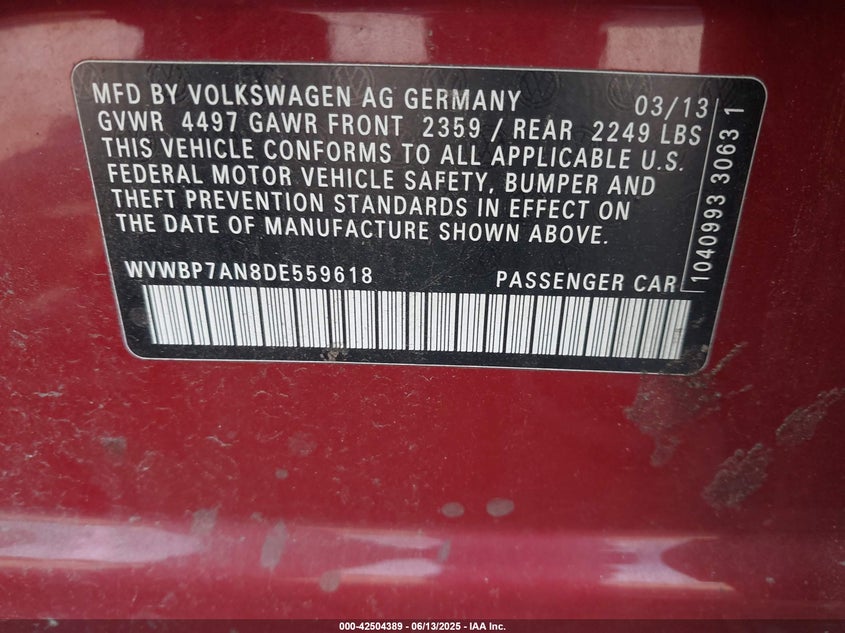 MFD BY VOLKSWAGEN AG GERMANY 03/13
GVWR 4497 GAWR FRONT 2359 / REAR 2249 LBS
THIS VEHICLE CONFORMS TO ALL APPLICABLE U.S.
FEDERAL MOTOR VEHICLE SAFETY, BUMPER AND
THEFT PREVENTION STANDARDS IN EFFECT ON
THE DATE OF MANUFACTURE SHOWN ABOVE.
WVWBP7AN8DE559618 PASSENGER CAR
1040993 3063 1
000-42504389 - 06/13/2025 - IAA Inc.